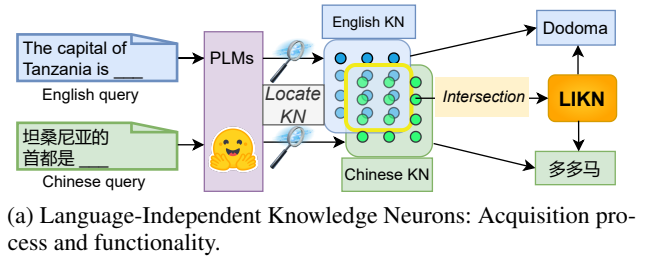 The capital of
Tanzania is ___
English query
坦桑尼亚的
首都是 ___
Chinese query
PLMs
Locate
KN
English KN
Chinese KN
Intersection
LIKN
Dodoma
多多马
(a) Language-Independent Knowledge Neurons: Acquisition pro-
cess and functionality.